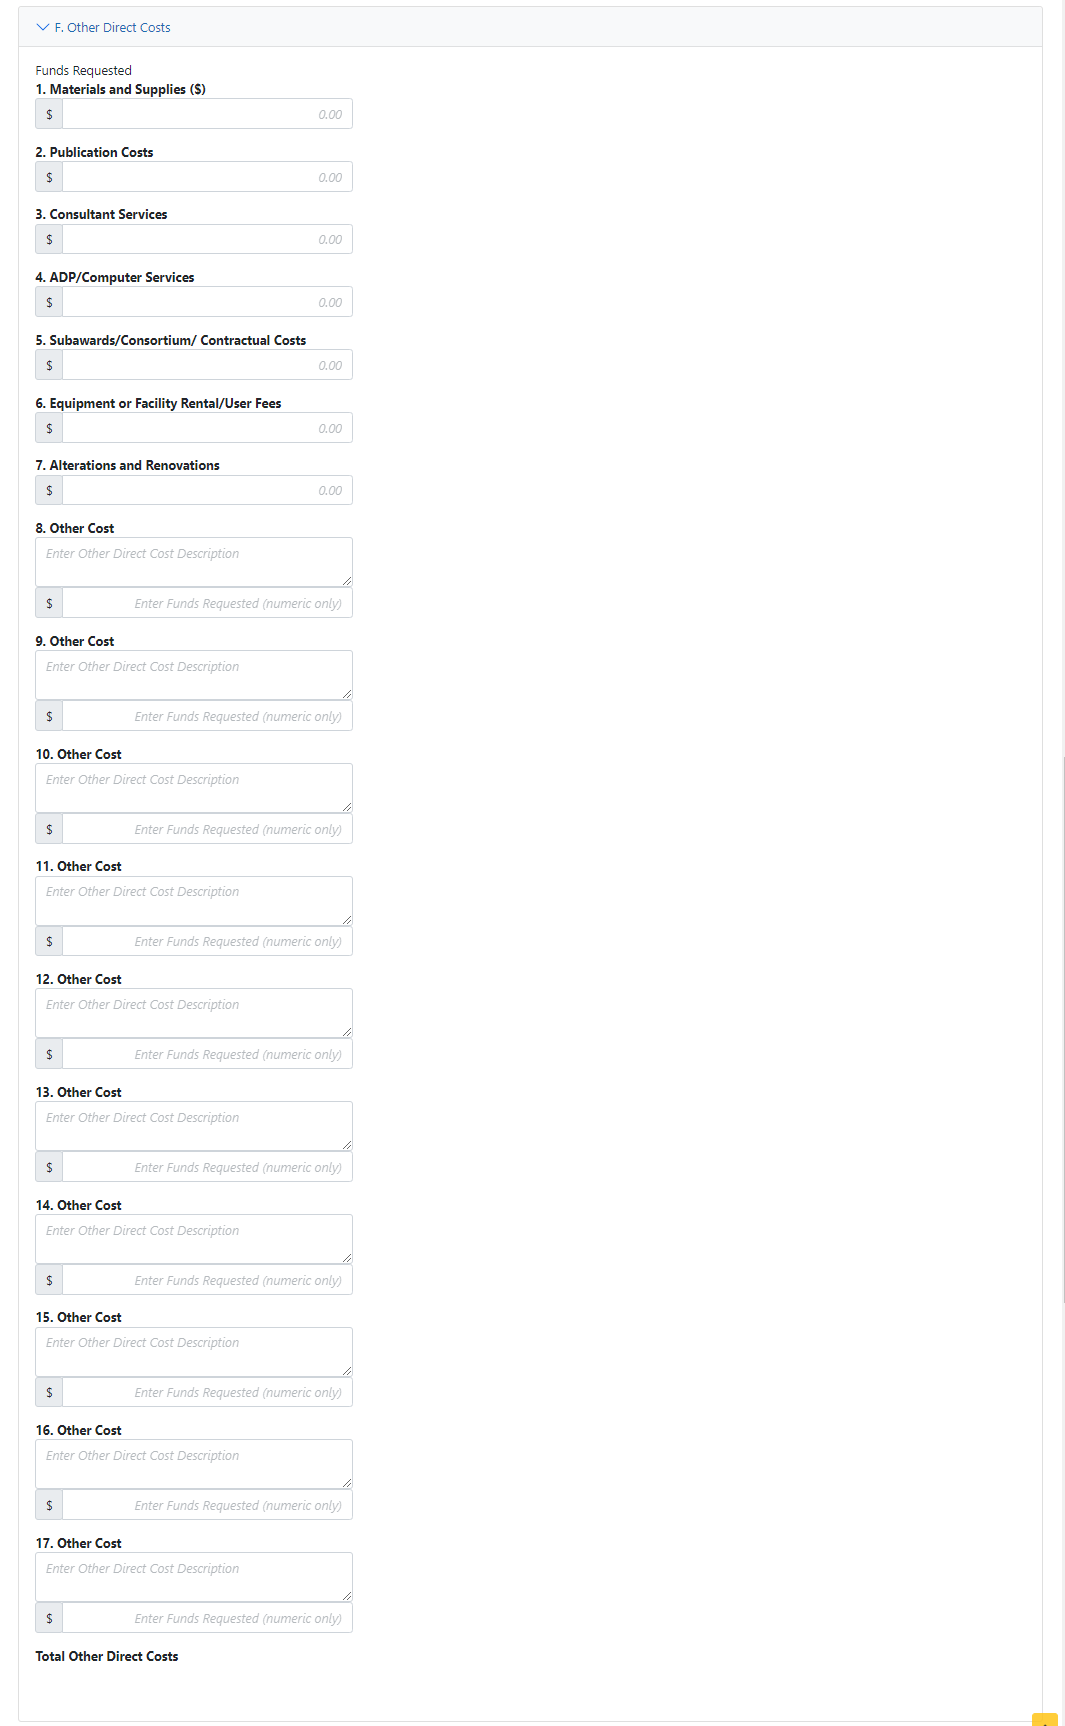 F. Other Direct Costs
Funds Requested
1. Materials and Supplies ($)
$ 0.00
2. Publication Costs
$ 0.00
3. Consultant Services
$ 0.00
4. ADP/Computer Services
$ 0.00
5. Subawards/Consortium/ Contractual Costs
$ 0.00
6. Equipment or Facility Rental/User Fees
$ 0.00
7. Alterations and Renovations
$ 0.00
8. Other Cost
Enter Other Direct Cost Description
$ Enter Funds Requested (numeric only)
9. Other Cost
Enter Other Direct Cost Description
$ Enter Funds Requested (numeric only)
10. Other Cost
Enter Other Direct Cost Description
$ Enter Funds Requested (numeric only)
11. Other Cost
Enter Other Direct Cost Description
$ Enter Funds Requested (numeric only)
12. Other Cost
Enter Other Direct Cost Description
$ Enter Funds Requested (numeric only)
13. Other Cost
Enter Other Direct Cost Description
$ Enter Funds Requested (numeric only)
14. Other Cost
Enter Other Direct Cost Description
$ Enter Funds Requested (numeric only)
15. Other Cost
Enter Other Direct Cost Description
$ Enter Funds Requested (numeric only)
16. Other Cost
Enter Other Direct Cost Description
$ Enter Funds Requested (numeric only)
17. Other Cost
Enter Other Direct Cost Description
$ Enter Funds Requested (numeric only)
Total Other Direct Costs